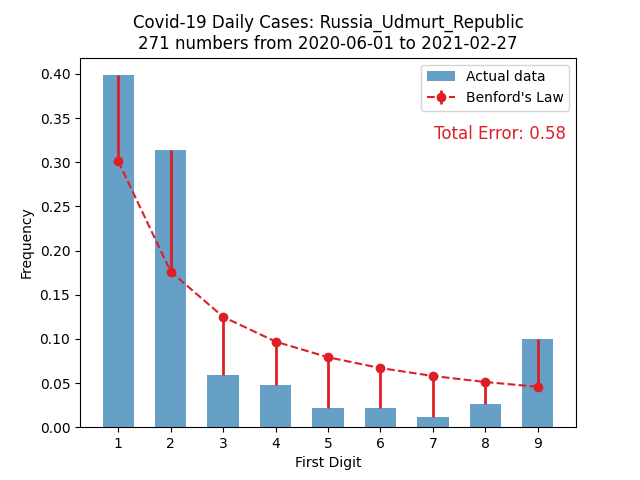 Covid-19 Daily Cases: Russia_Udmurt_Republic
271 numbers from 2020-06-01 to 2021-02-27
Actual data
Benford's Law
Total Error: 0.58
Frequency
0.40
0.35
0.30
0.25
0.20
0.15
0.10
0.05
0.00
1 2 3 4 5 6 7 8 9
First Digit